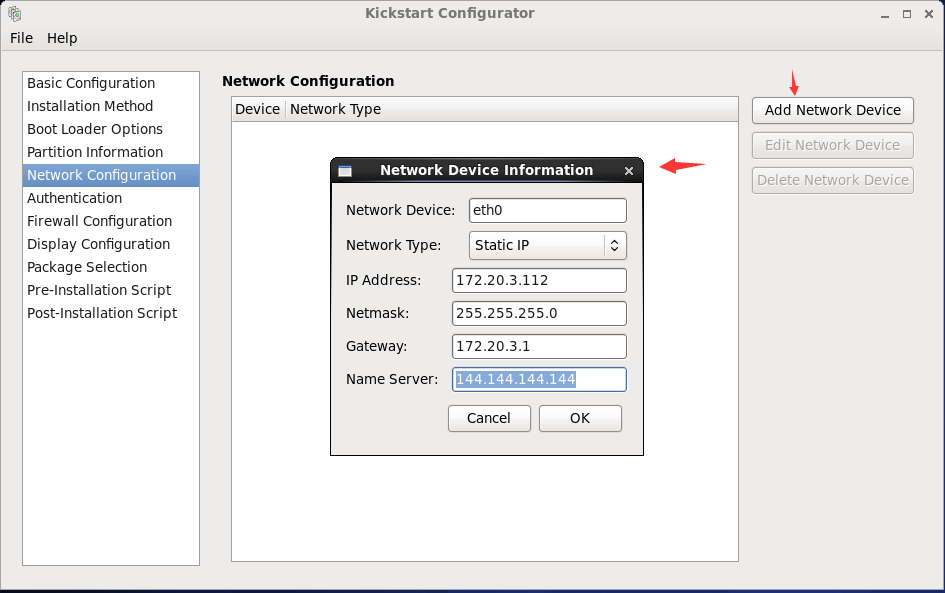 Kickstart Configurator
File Help
Basic Configuration
Installation Method
Boot Loader Options
Partition Information
Network Configuration
Authentication
Firewall Configuration
Display Configuration
Package Selection
Pre-Installation Script
Post-Installation Script
Network Configuration
Device Network Type
Add Network Device
Edit Network Device
Delete Network Device
Network Device Information
Network Device: eth0
Network Type: Static IP
IP Address: 172.20.3.112
Netmask: 255.255.255.0
Gateway: 172.20.3.1
Name Server: 144.144.144.144
Cancel OK